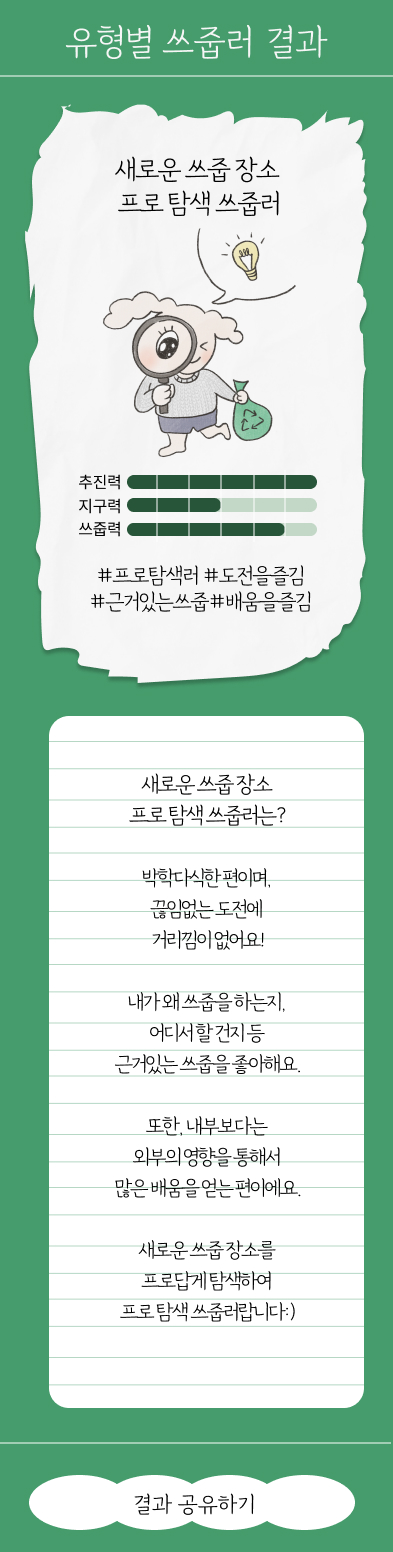 유형별 쓰줍러 결과
새로운 쓰줍 장소
프로 탐색 쓰줍러
추진력
지구력
쓰줍력
#프로탐색러 #도전을즐김
#근거있는쓰줍#배움을즐김
새로운 쓰줍 장소
프로 탐색 쓰줍러는?
박학다식한 편이며,
끊임없는 도전에
거리낌이 없어요!
내가 왜 쓰줍을 하는지,
어디서 할 건지 등
근거있는 쓰줍을 좋아해요.
또한, 내부보다는
외부의 영향을 통해서
많은 배움을 얻는 편이에요.
새로운 쓰줍 장소를
프로답게 탐색하여
프로 탐색 쓰줍러랍니다:)
결과 공유하기